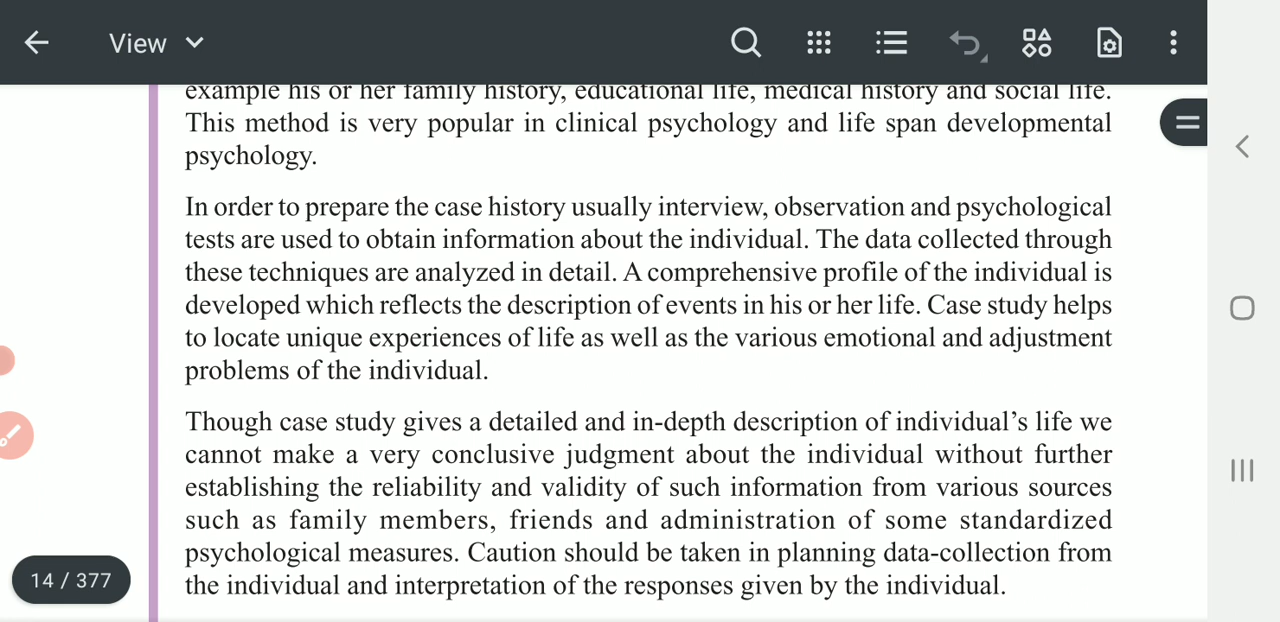 View
example his or her family history, educational life, medical history and social life.
This method is very popular in clinical psychology and life span developmental
psychology.
In order to prepare the case history usually interview, observation and psychological
tests are used to obtain information about the individual. The data collected through
these techniques are analyzed in detail. A comprehensive profile of the individual is
developed which reflects the description of events in his or her life. Case study helps
to locate unique experiences of life as well as the various emotional and adjustment
problems of the individual.
Though case study gives a detailed and in-depth description of individual's life we
cannot make a very conclusive judgment about the individual without further
establishing the reliability and validity of such information from various sources
such as family members, friends and administration of some standardized
psychological measures. Caution should be taken in planning data-collection from
the individual and interpretation of the responses given by the individual.
14 / 377